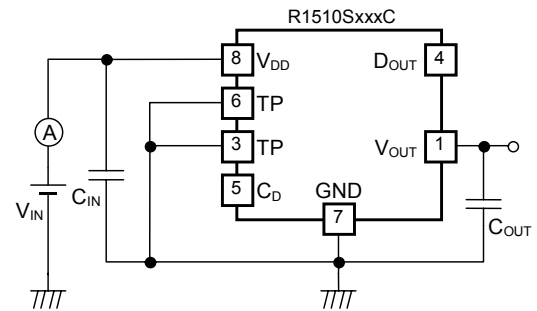 R1510SxxxC
8 VDD DOUT 4
6 TP
A 3 TP VOUT 1
5 CD GND
VIN CIN 7 COUT